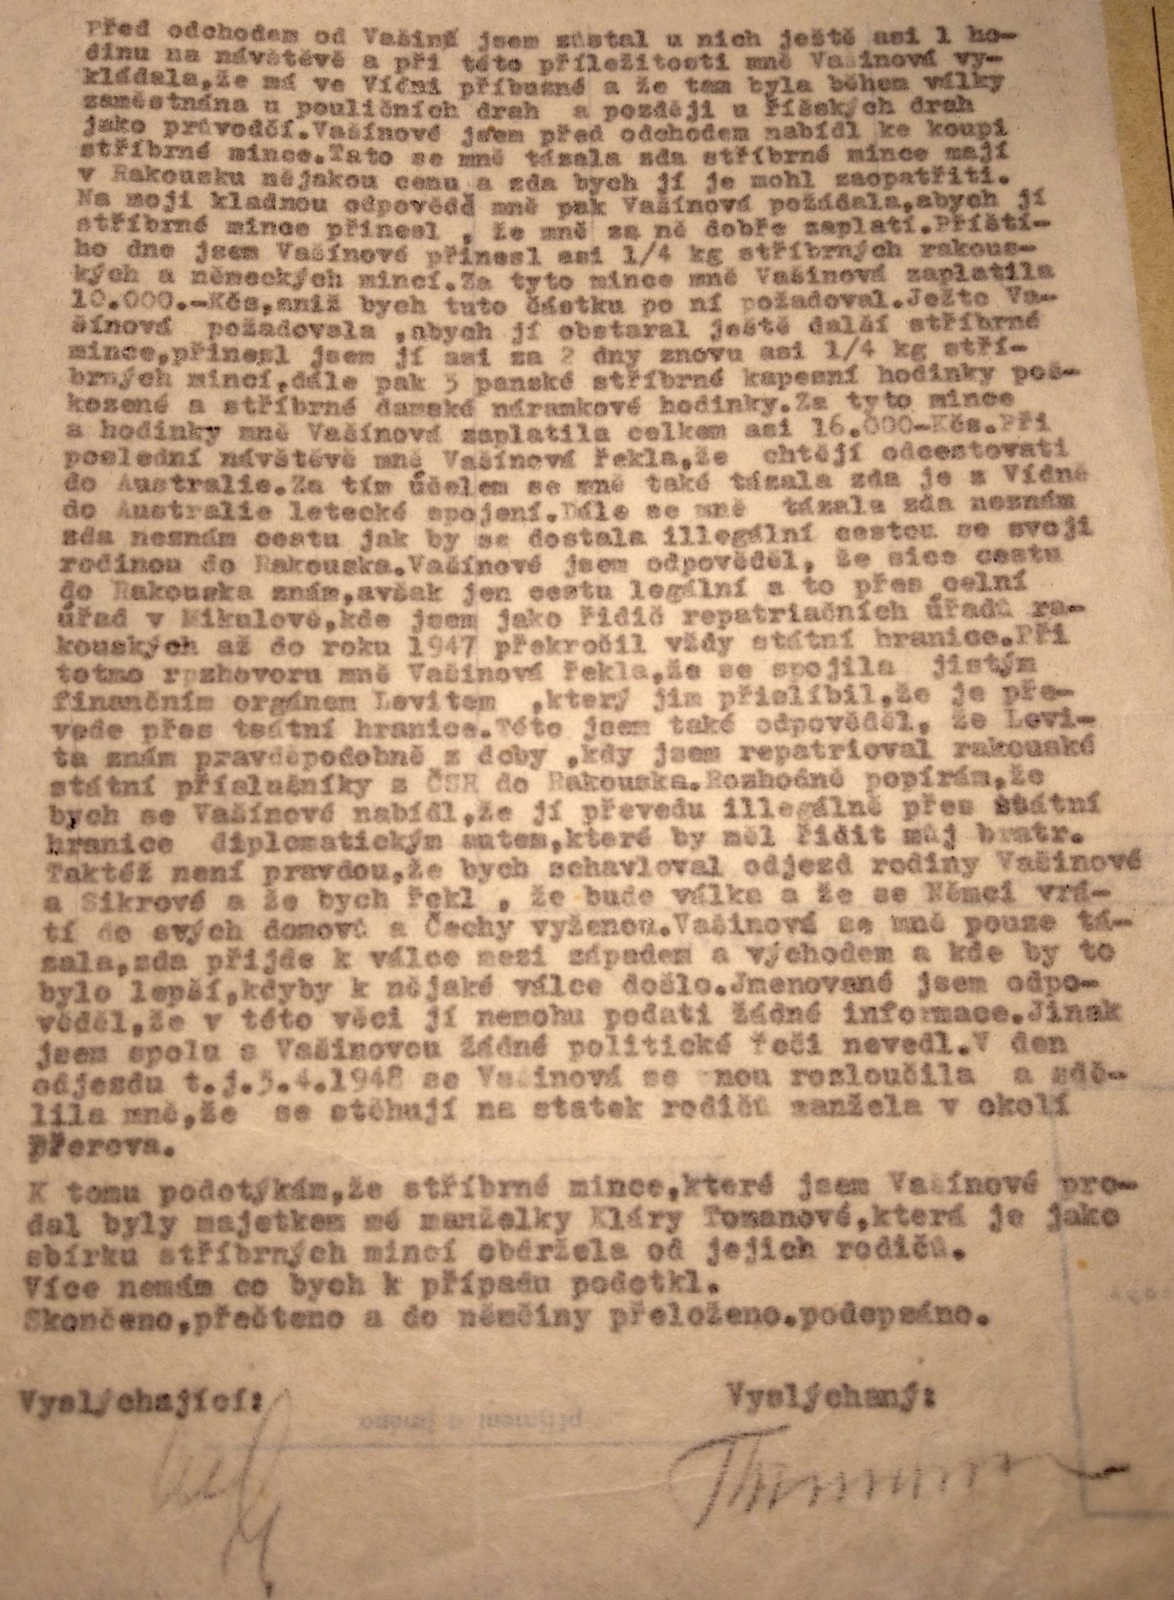 Před odchodem od Vašinů jsem zůstal u nich ještě asi 1 ho-
dinu na návštěvě a při této příležitosti mně Vašinová vy-
kládala,že má ve Vídni příbuzné a že tam byla během války
zaměstnána u pouličních drah a později u říšských drah
jako průvodčí.Vašínové jsem před odchodem nabídl ke koupi
stříbrné mince.Tato se mně tázala zda stříbrné mince mají
v Rakousku nějakou cenu a zda bych jí je mohl zaopatřiti.
Na moji kladnou odpovědě mně pak Vašínová požádala,abych jí
stříbrné mince přinesl , že mně za ně dobře zaplatí.Příští-
ho dne jsem Vašínové přinesl asi 1/4 kg stříbrných rakous-
kých a německých mincí.Za tyto mince mně Vašinová zaplatila
10.000.-Kčs,aniž bych tuto částku po ní požadoval.Ježto Va-
šínová požadovala ,abych jí obstaral ještě další stříbrné
mince,přinesl jsem jí asi za 2 dny znovu asi 1/4 kg stří-
brných mincí,dále pak 3 panské stříbrné kapesní hodinky poš-
kozené a stříbrné damské náramkové hodinky.Za tyto mince
a hodinky mně Vašínová zaplatila celkem asi 16.000-Kčs.Při
poslední návštěvě mně Vašínová řekla,že chtějí odcestovati
do Australie.Za tím účelem se mně také tázala zda je z Vídně
do Australie letecké spojení.Dále se mně tázala zda neznám
zda neznám cestu jak by se dostala illegální cestou se svoji
rodinou do Rakouska.Vašínové jsem odpověděl, že sice cestu
do Rakouska znám,avšak jen cestu legální a to přes celní
úřad v Mikulově,kde jsem jako řidič repatriačních úřadů ra-
kouských až do roku 1947 překročil vždy státní hranice.Při
totmo rpzhovoru mně Vašinová řekla,že se spojila jistým
finančním orgánem Levitem ,který jim přislíbil,že je pře-
vede přes tsátní hranice.Této jsem také odpověděl, že Levi-
ta znám pravděpodobně z doby ,kdy jsem repatrioval rakouské
státní příslušníky z ČSR do Rakouska.Rozhodně popírám,že
bych se Vašínové nabídl,že jí převedu illegálně přes státní
hranice diplomatickým autem,které by měl řídit můj bratr.
Taktéž není pravdou,že bych schavloval odjezd rodiny Vašinové
a Sikrové a že bych řekl , že bude válka a že se Němci vrá-
tí do svých domovů a Čechy vyženou.Vašinová se mně pouze tá-
zala,zda přijde k válce mezi západem a východem a kde by to
bylo lepší,kdyby k nějaké válce došlo.Jmenované jsem odpo-
věděl,že v této věci jí nemohu podati žádné informace.Jinak
jsem spolu s Vašinovou žádné politické řeči nevedl.V den
odjezdu t.j.3.4.1948 se Vašinová se mnou rozloučila a sdě-
lila mně,že se stěhují na statek rodičů manžela v okolí
Přerova.
K tomu podotýkám,že stříbrné mince,které jsem Vašínové pro-
dal byly majetkem mé manželky Kláry Tomanové,která je jako
sbírku stříbrných mincí obdržela od jejich rodičů.
Více nemám co bych k případu podotkl.
Skončeno,přečteno a do němčiny přeloženo.podepsáno.
Vyslýchající: Vyslýchaný:
příjmení a jméno